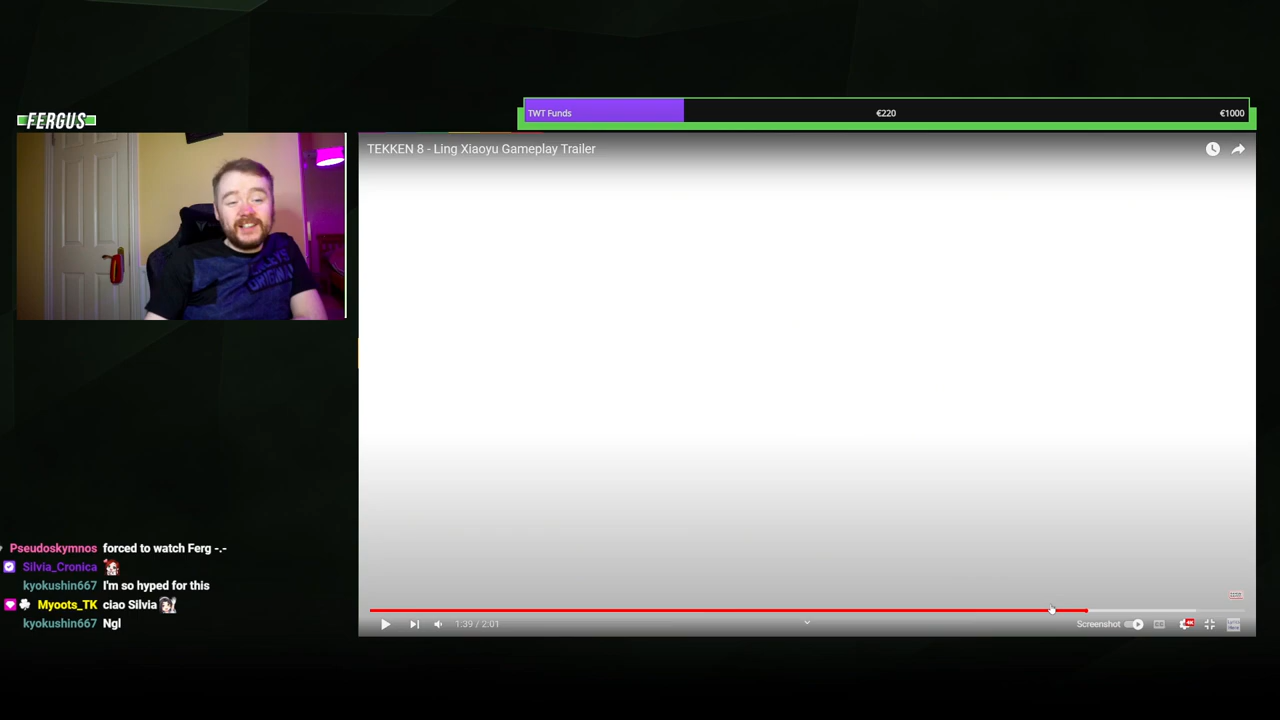 FERGUS
TWT Funds €220 €1000
TEKKEN 8 - Ling Xiaoyu Gameplay Trailer
Pseudoskymnos forced to watch Ferg -.-
Silvia_Cronica
kyokushin667 I'm so hyped for this
Myoots_TK ciao Silvia
kyokushin667 Ngl
1:39 / 2:01
Screenshot
4K